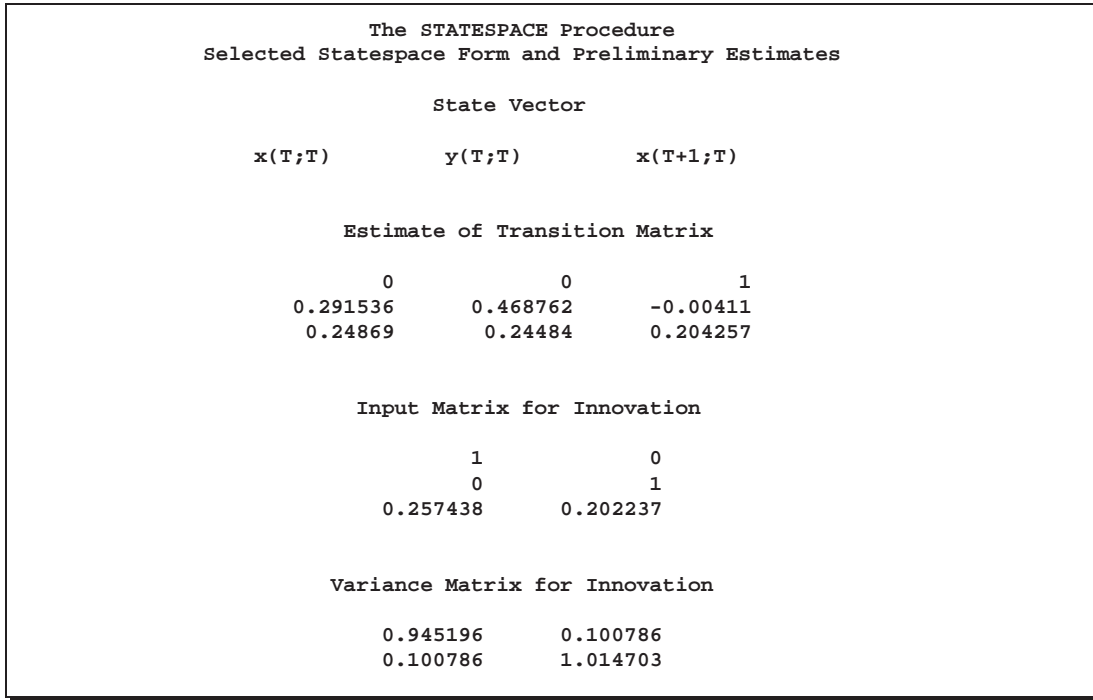 The STATESPACE Procedure
Selected Statespace Form and Preliminary Estimates
State Vector
x(T;T) y(T;T) x(T+1;T)
Estimate of Transition Matrix
0 0 1
0.291536 0.468762 -0.00411
0.24869 0.24484 0.204257
Input Matrix for Innovation
1 0
0 1
0.257438 0.202237
Variance Matrix for Innovation
0.945196 0.100786
0.100786 1.014703